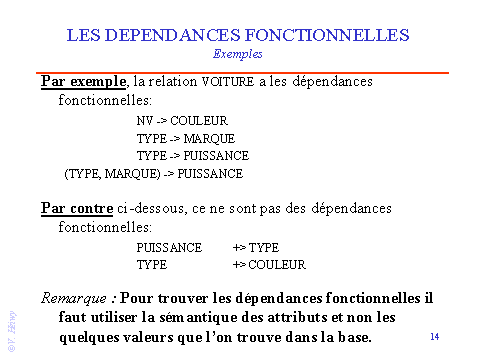 LES DEPENDANCES FONCTIONNELLES
Exemples
Par exemple, la relation VOITURE a les dépendances
fonctionnelles:
NV -> COULEUR
TYPE -> MARQUE
TYPE -> PUISSANCE
(TYPE, MARQUE) -> PUISSANCE
Par contre ci-dessous, ce ne sont pas des dépendances
fonctionnelles:
PUISSANCE +> TYPE
TYPE +> COULEUR
Remarque : Pour trouver les dépendances fonctionnelles il
faut utiliser la sémantique des attributs et non les
quelques valeurs que l'on trouve dans la base.
14